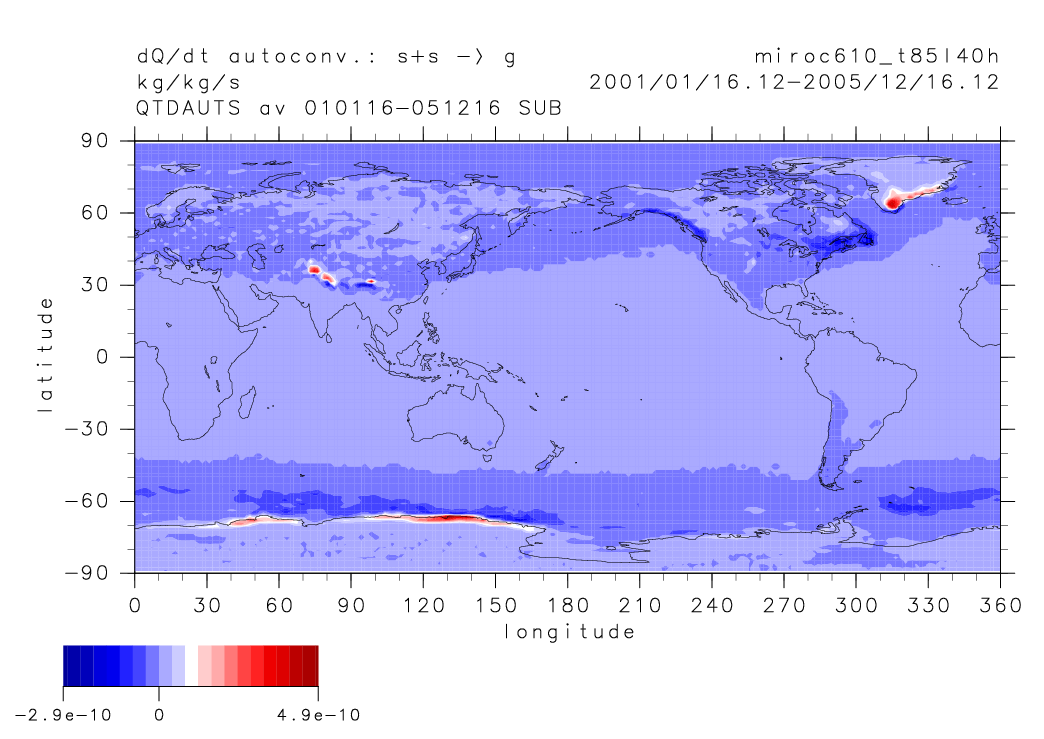 dQ/dt autoconv.: s+s -> g
miroc610_t85l40h
kg/kg/s
2001/01/16.12-2005/12/16.12
QTDAUTS av 010116-051216 SUB
90
60
30
0
-30
-60
-90
latitude
0 30 60 90 120 150 180 210 240 270 300 330 360
longitude
-2.9e-10 0 4.9e-10